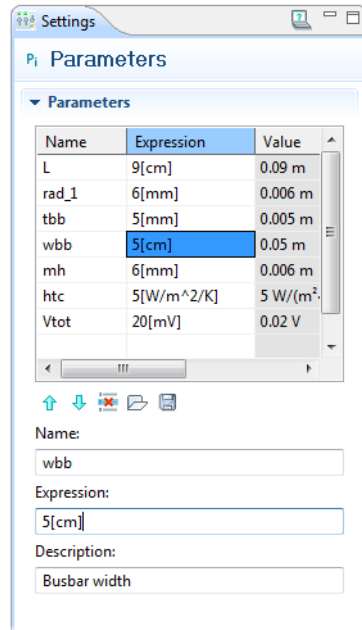 Settings
Pi Parameters
Parameters
Name Expression Value
L 9[cm] 0.09 m
rad_1 6[mm] 0.006 m
tbb 5[mm] 0.005 m
wbb 5[cm] 0.05 m
mh 6[mm] 0.006 m
htc 5[W/m^2/K] 5 W/(m²·
Vtot 20[mV] 0.02 V
Name:
wbb
Expression:
5[cm]
Description:
Busbar width